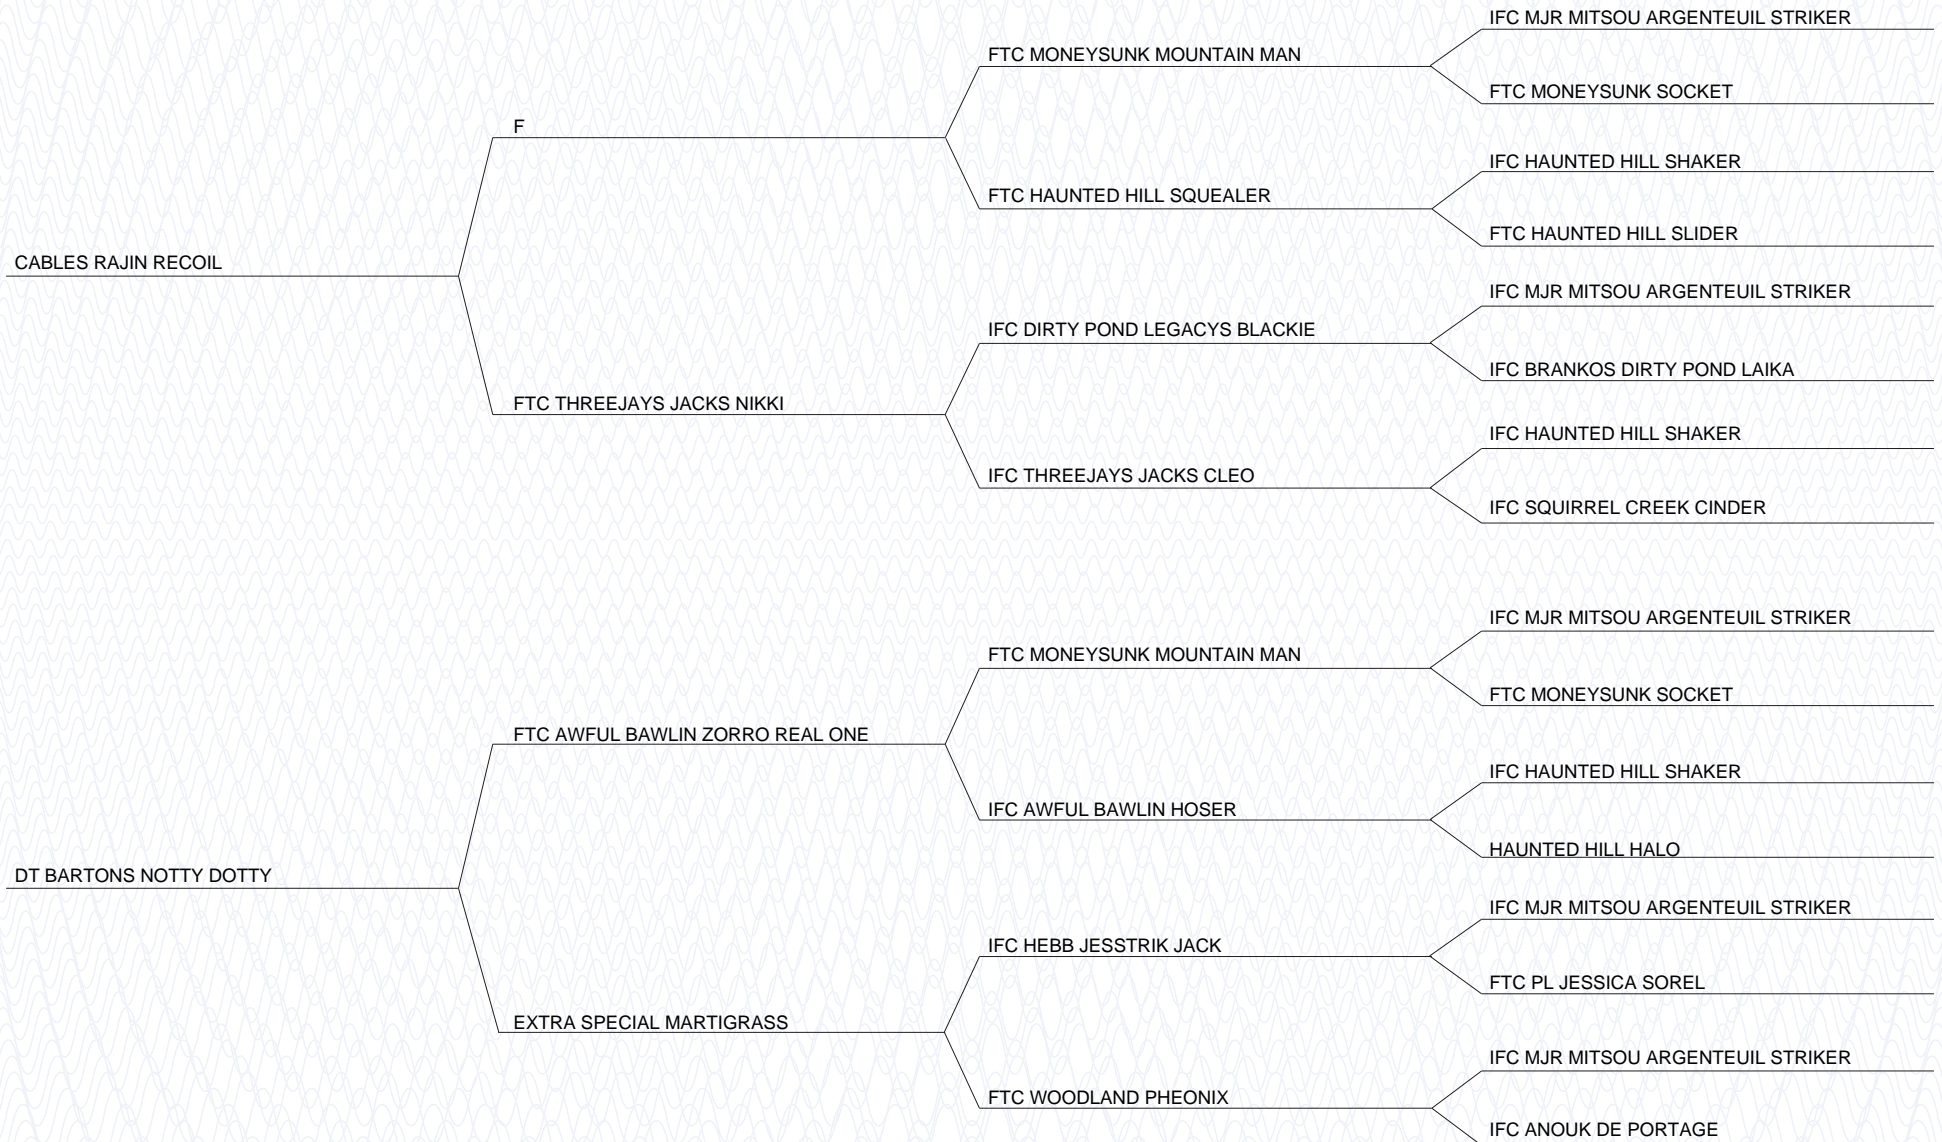 IFC MJR MITSOU ARGENTEUIL STRIKER
FTC MONEYSUNK MOUNTAIN MAN
FTC MONEYSUNK SOCKET
F
IFC HAUNTED HILL SHAKER
FTC HAUNTED HILL SQUEALER
FTC HAUNTED HILL SLIDER
CABLES RAJIN RECOIL
IFC MJR MITSOU ARGENTEUIL STRIKER
IFC DIRTY POND LEGACYS BLACKIE
IFC BRANKOS DIRTY POND LAIKA
FTC THREEJAYS JACKS NIKKI
IFC HAUNTED HILL SHAKER
IFC THREEJAYS JACKS CLEO
IFC SQUIRREL CREEK CINDER
IFC MJR MITSOU ARGENTEUIL STRIKER
FTC MONEYSUNK MOUNTAIN MAN
FTC MONEYSUNK SOCKET
FTC AWFUL BAWLIN ZORRO REAL ONE
IFC HAUNTED HILL SHAKER
IFC AWFUL BAWLIN HOSER
HAUNTED HILL HALO
DT BARTONS NOTTY DOTTY
IFC MJR MITSOU ARGENTEUIL STRIKER
IFC HEBB JESSTRIK JACK
FTC PL JESSICA SOREL
EXTRA SPECIAL MARTIGRASS
IFC MJR MITSOU ARGENTEUIL STRIKER
FTC WOODLAND PHEONIX
IFC ANOUK DE PORTAGE